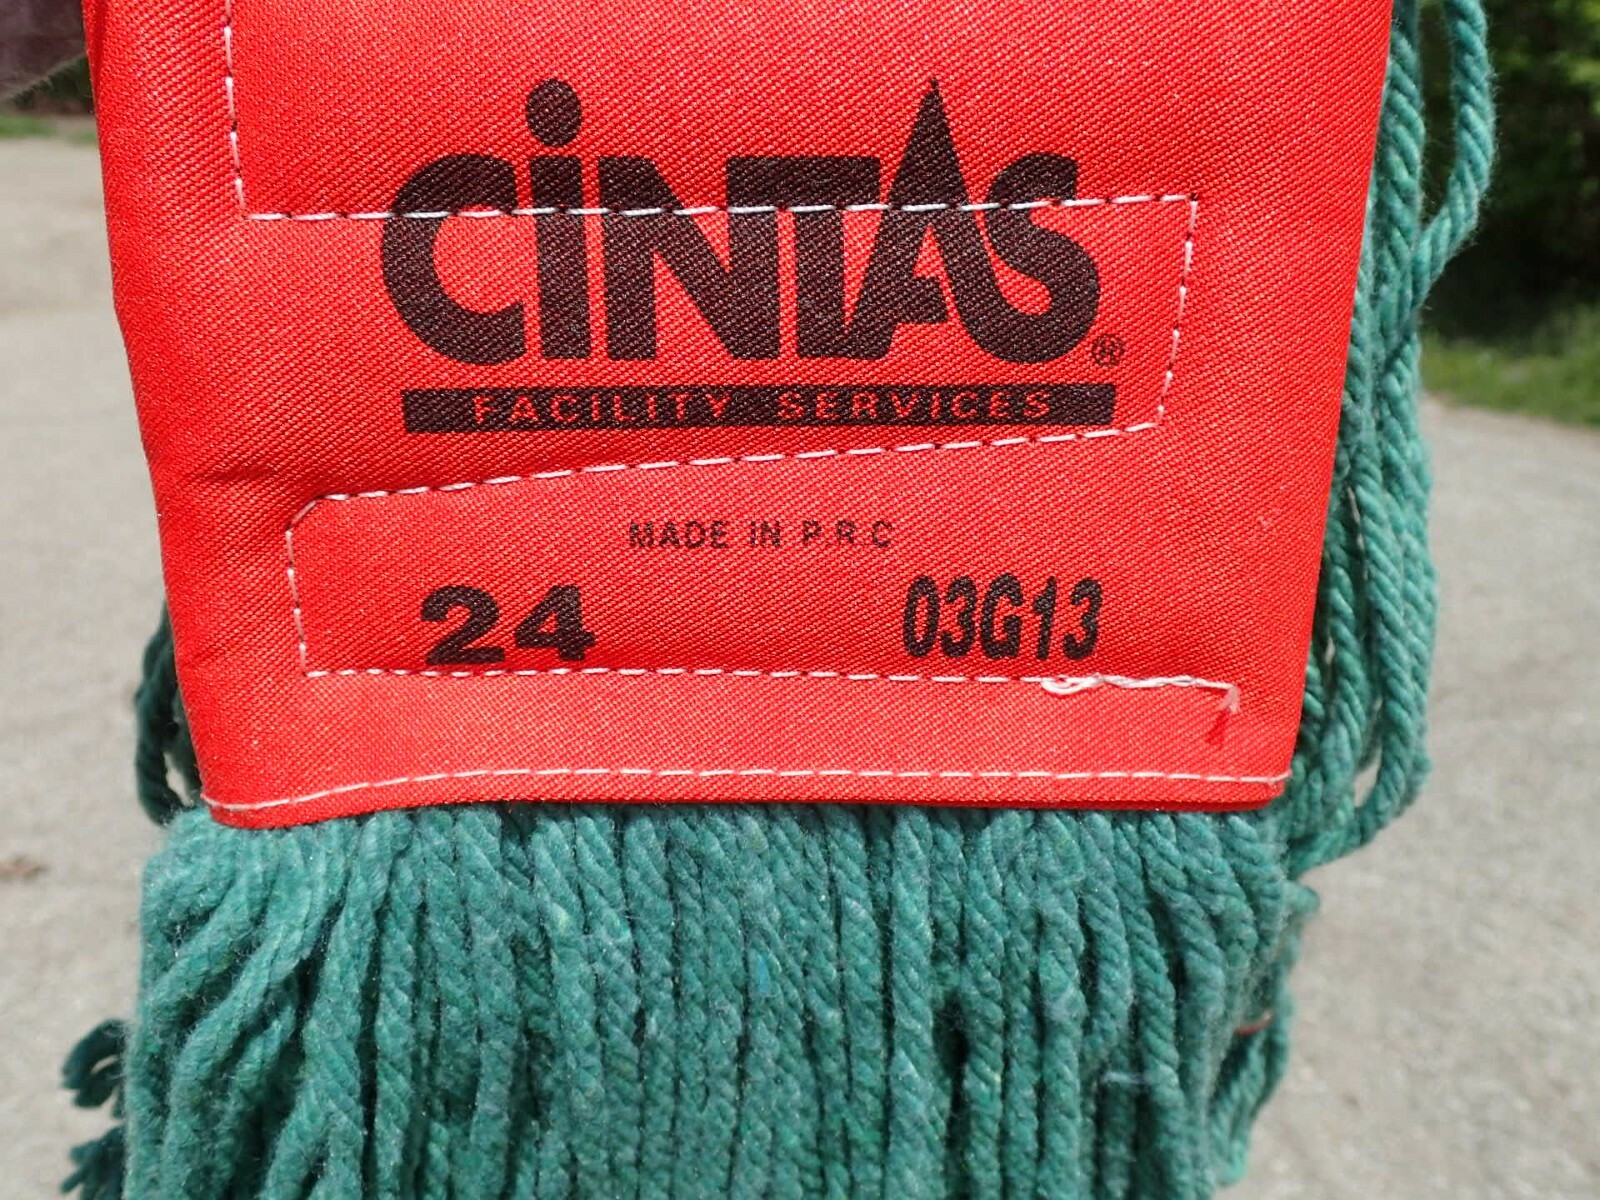 CINTAS®
FACILITY SERVICES
MADE IN P.R.C
24 03G13